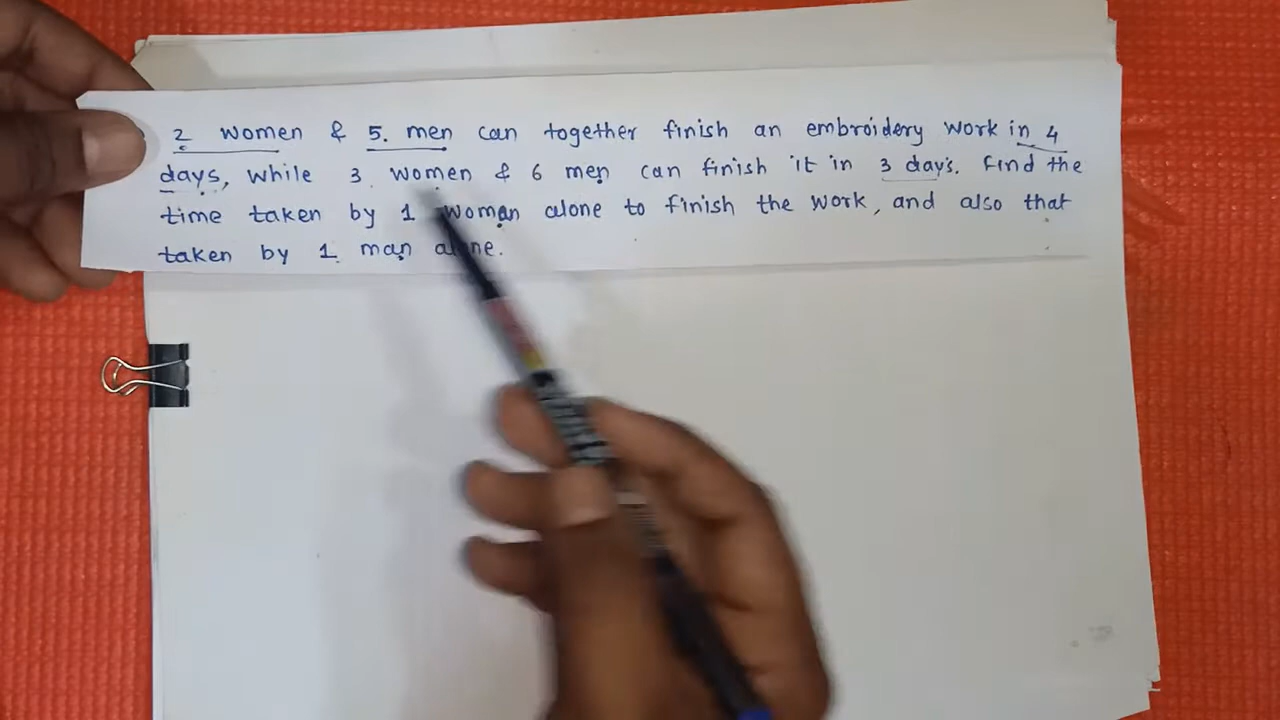 2 women & 5 men can together finish an embroidery work in 4
days, while 3 women & 6 men can finish it in 3 days. Find the
time taken by 1 woman alone to finish the work, and also that
taken by 1 man alone.